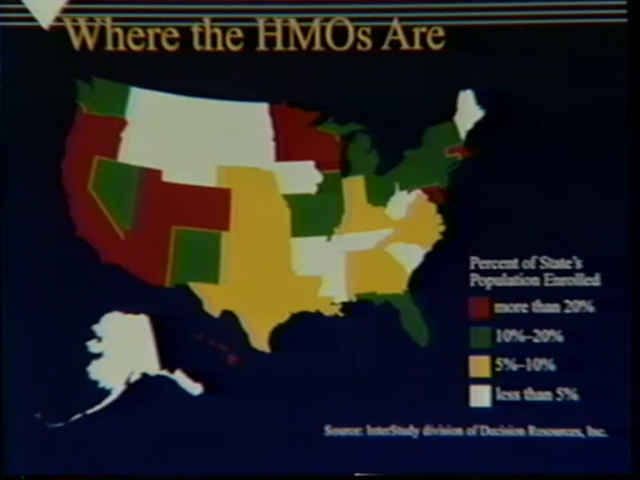 Where the HMOs Are
Percent of State's
Population Enrolled
more than 20%
10%–20%
5%–10%
less than 5%
Source: InterStudy division of Decision Resources, Inc.